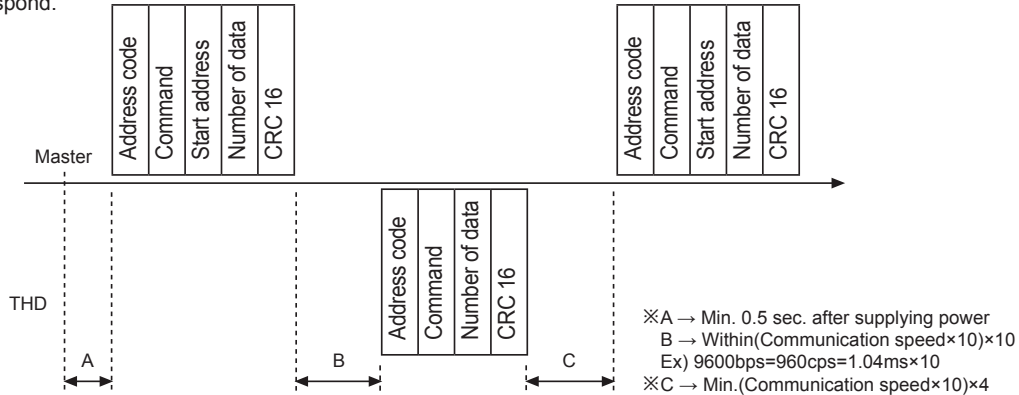 spond.
Address code
Command
Start address
Number of data
CRC 16
Address code
Command
Start address
Number of data
CRC 16
Master
Address code
Command
Number of data
CRC 16
THD
A
B
C
※A → Min. 0.5 sec. after supplying power
B → Within(Communication speed×10)×10
Ex) 9600bps=960cps=1.04ms×10
※C → Min.(Communication speed×10)×4